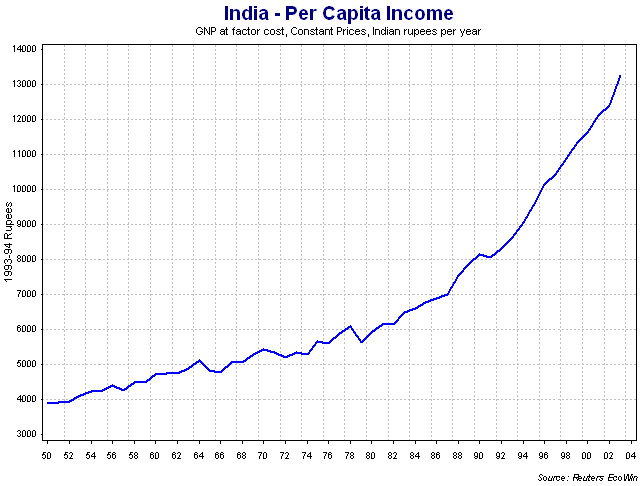 India - Per Capita Income
GNP at factor cost, Constant Prices, Indian rupees per year
14000
13000
12000
11000
10000
9000
8000
7000
6000
5000
4000
3000
1993-94 Rupees
50 52 54 56 58 60 62 64 66 68 70 72 74 76 78 80 82 84 86 88 90 92 94 96 98 00 02 04
Source: Reuters EcoWin